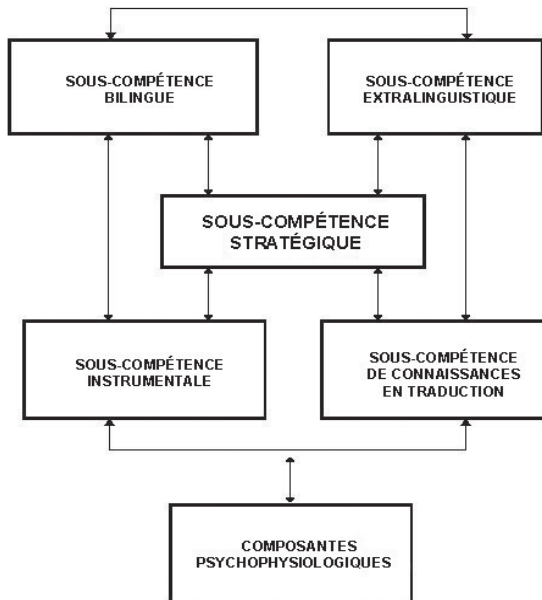 SOUS-COMPÉTENCE
BILINGUE
SOUS-COMPÉTENCE
EXTRALINGUISTIQUE
SOUS-COMPÉTENCE
STRATÉGIQUE
SOUS-COMPÉTENCE
INSTRUMENTALE
SOUS-COMPÉTENCE
DE CONNAISSANCES
EN TRADUCTION
COMPOSANTES
PSYCHOPHYSIOLOGIQUES